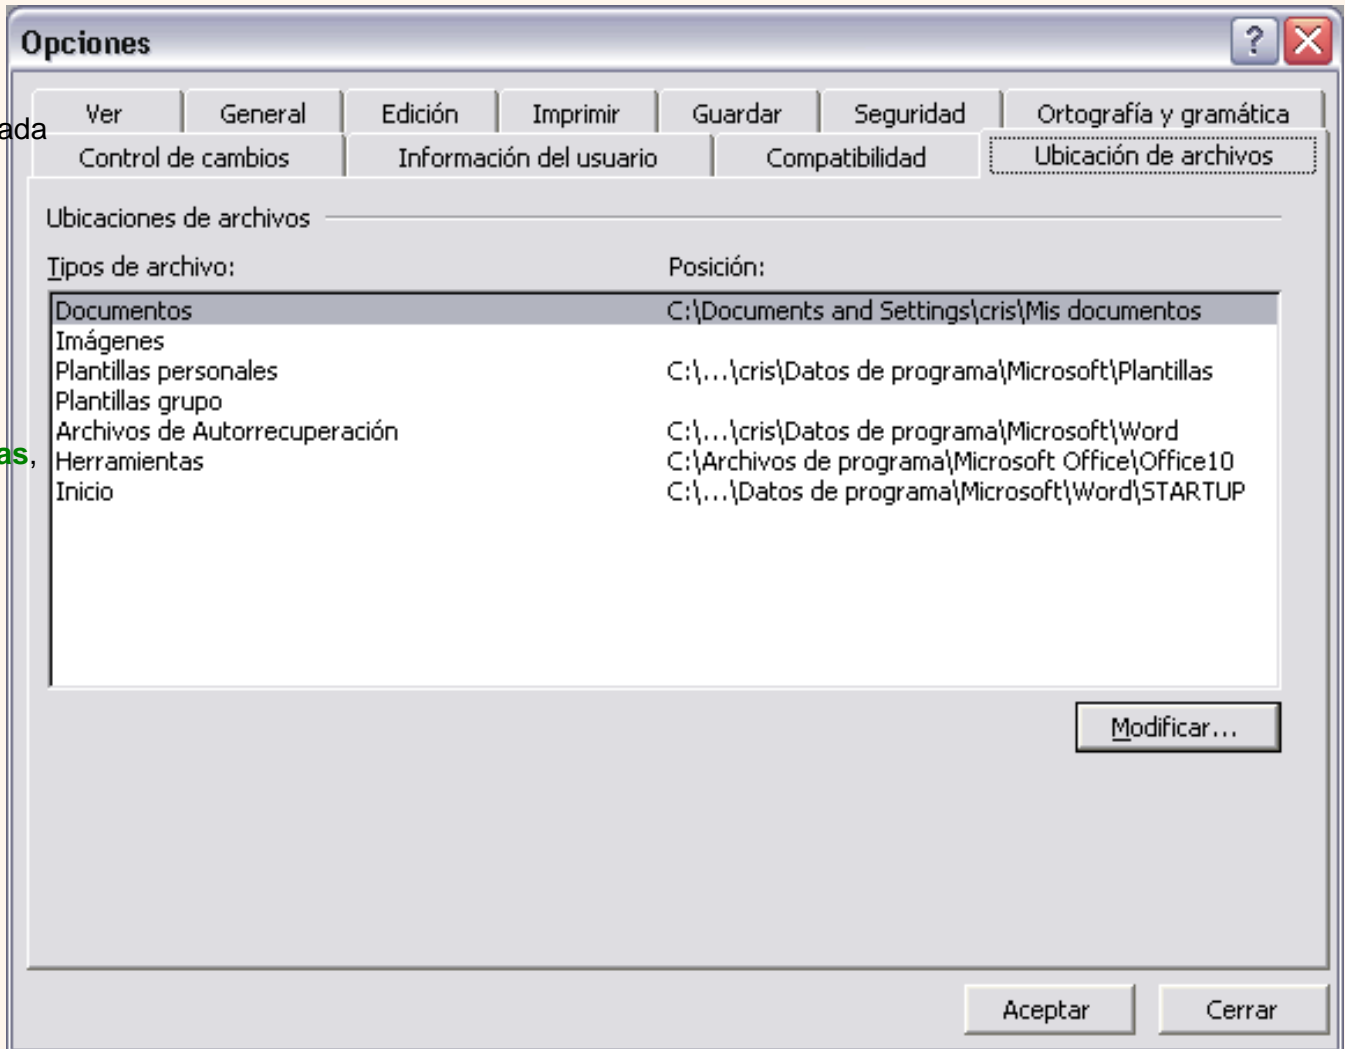 Opciones
Ver General Edición Imprimir Guardar Seguridad Ortografía y gramática
ada
Control de cambios Información del usuario Compatibilidad Ubicación de archivos
Ubicaciones de archivos
Tipos de archivo: Posición:
Documentos C:\Documents and Settings\cris\Mis documentos
Imágenes
Plantillas personales C:\...\cris\Datos de programa\Microsoft\Plantillas
Plantillas grupo
Archivos de Autorrecuperación C:\...\cris\Datos de programa\Microsoft\Word
as,
Herramientas C:\Archivos de programa\Microsoft Office\Office10
Inicio C:\...\Datos de programa\Microsoft\Word\STARTUP
Modificar...
Aceptar Cerrar